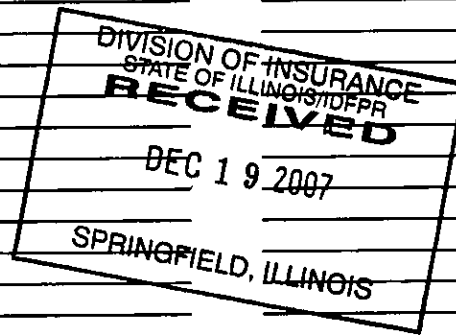 DIVISION OF INSURANCE
STATE OF ILLINOIS/IDFPR
RECEIVED
DEC 19 2007
SPRINGFIELD, ILLINOIS